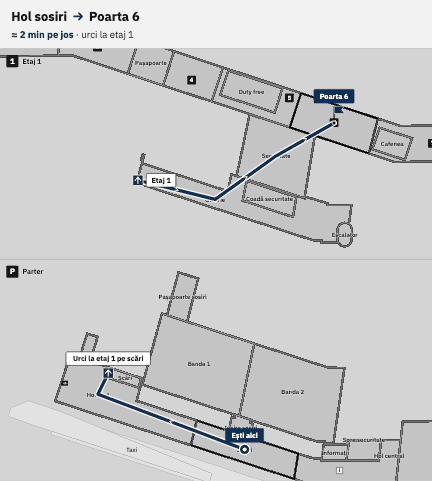 Hol sosiri → Poarta 6
≈ 2 min pe jos · urci la etaj 1
1 Etaj 1
Pașapoarte
4
Duty free
5
Poarta 6
Cafenea
Etaj 1
Coadă securitate
Escalator
P Parter
Pașapoarte sosiri
Urci la etaj 1 pe scări
Scări
Banda 1
Banda 2
Ești aici
Taxi
Informații
Spre securitate
Hol central